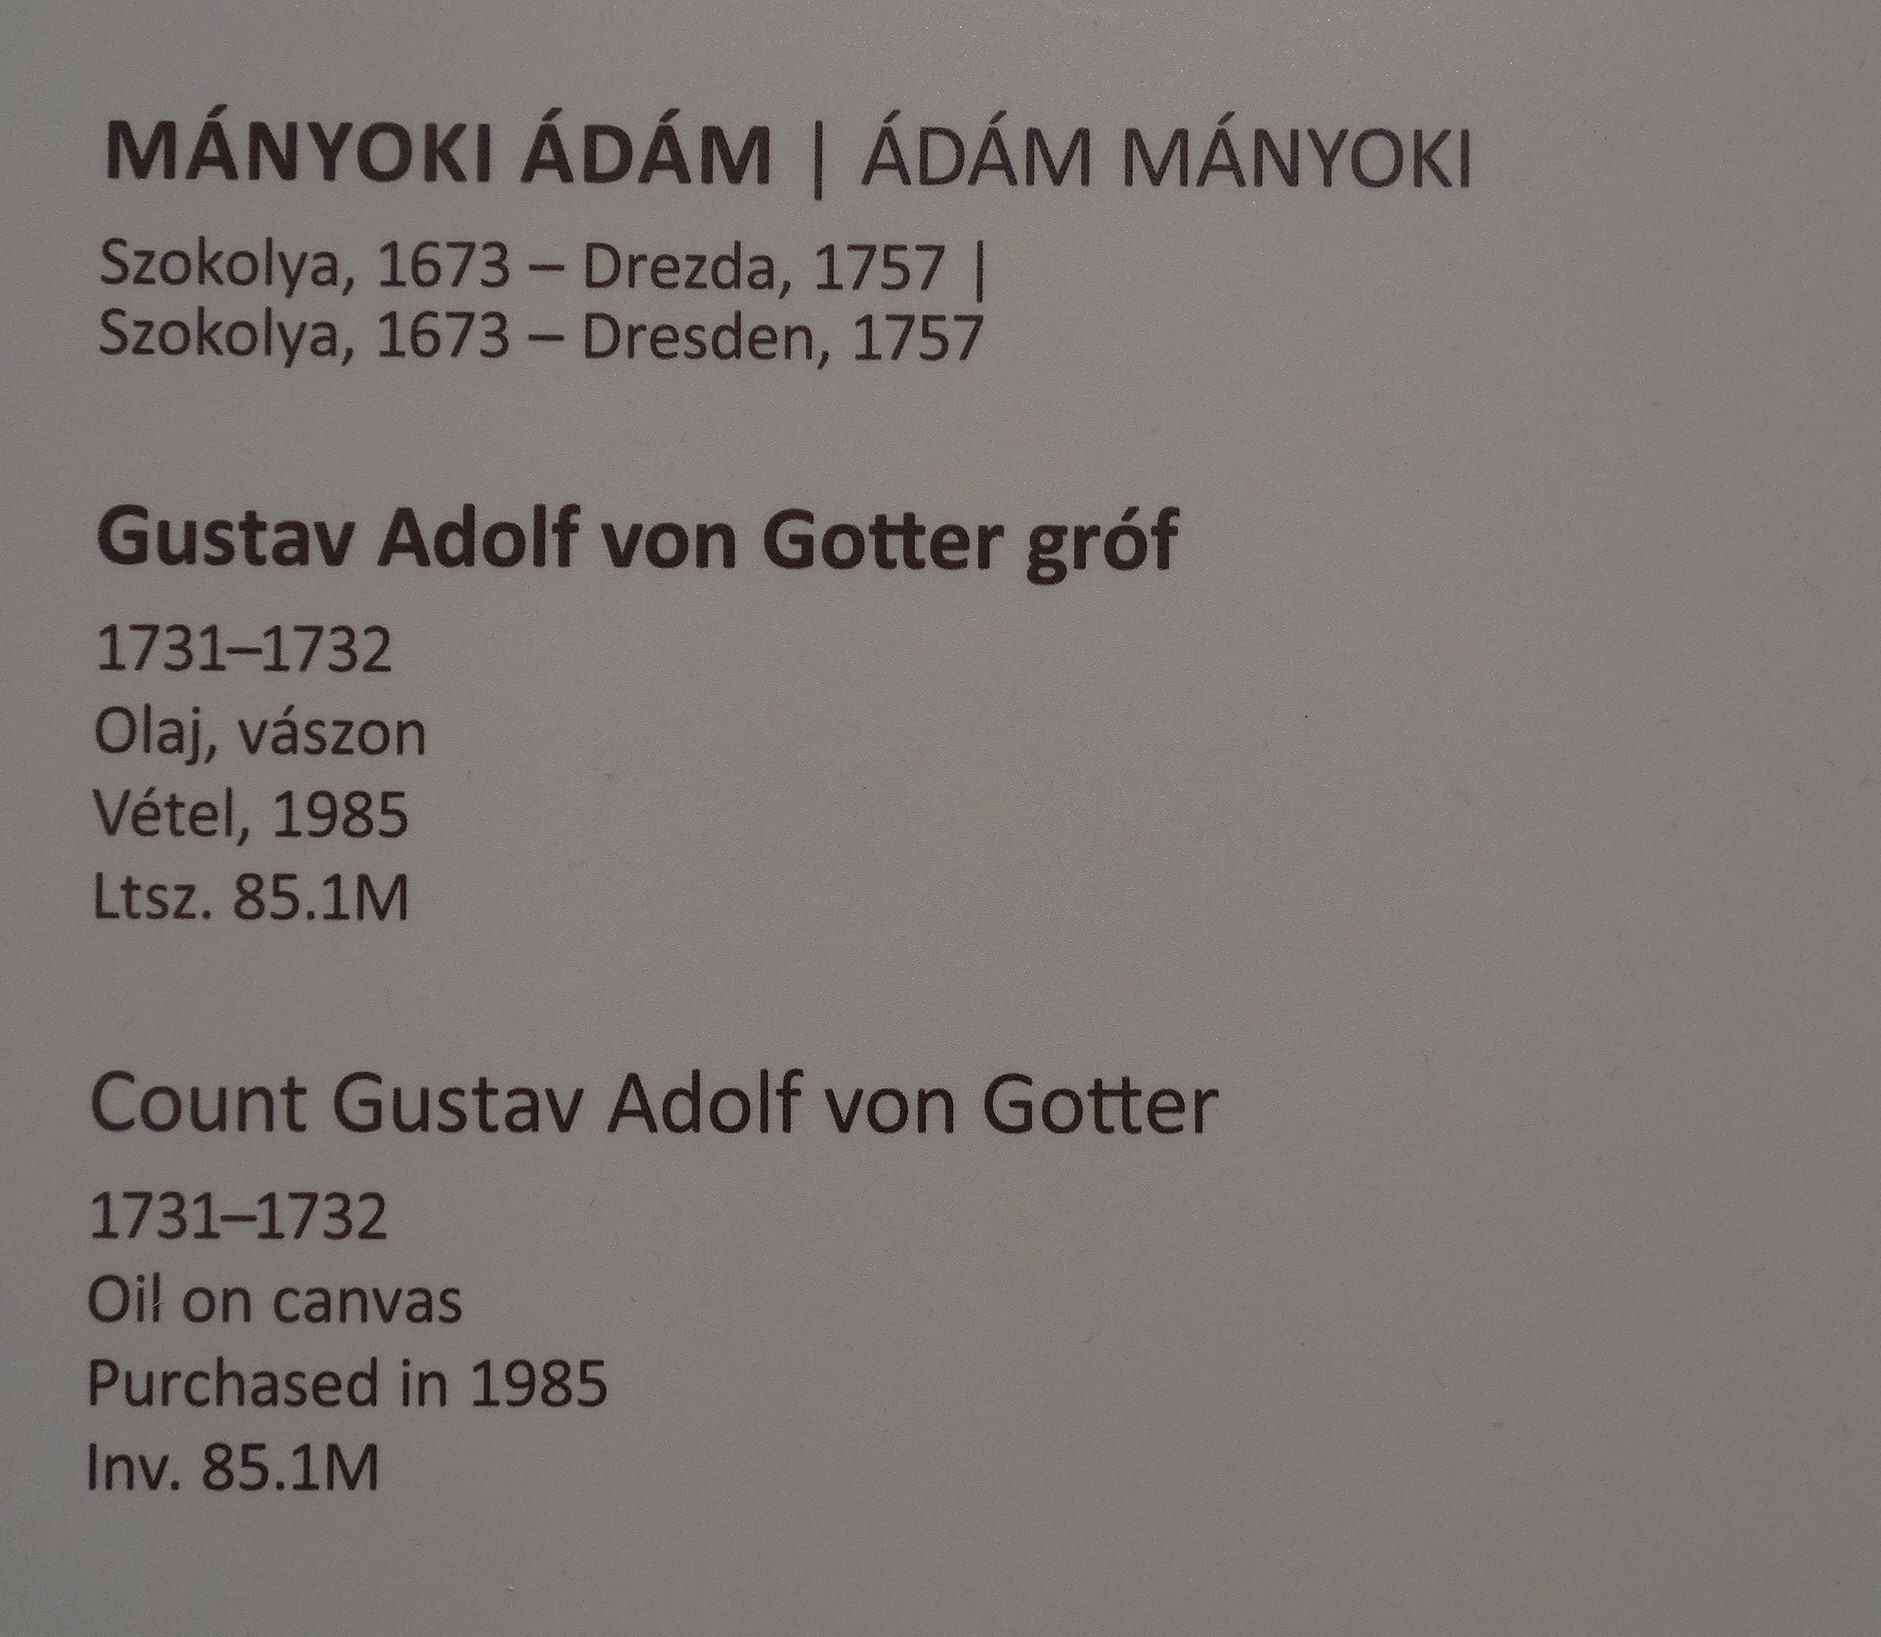 MÁNYOKI ÁDÁM | ÁDÁM MÁNYOKI
Szokolya, 1673 – Drezda, 1757 |
Szokolya, 1673 – Dresden, 1757
Gustav Adolf von Gotter gróf
1731–1732
Olaj, vászon
Vétel, 1985
Ltsz. 85.1M
Count Gustav Adolf von Gotter
1731–1732
Oil on canvas
Purchased in 1985
Inv. 85.1M